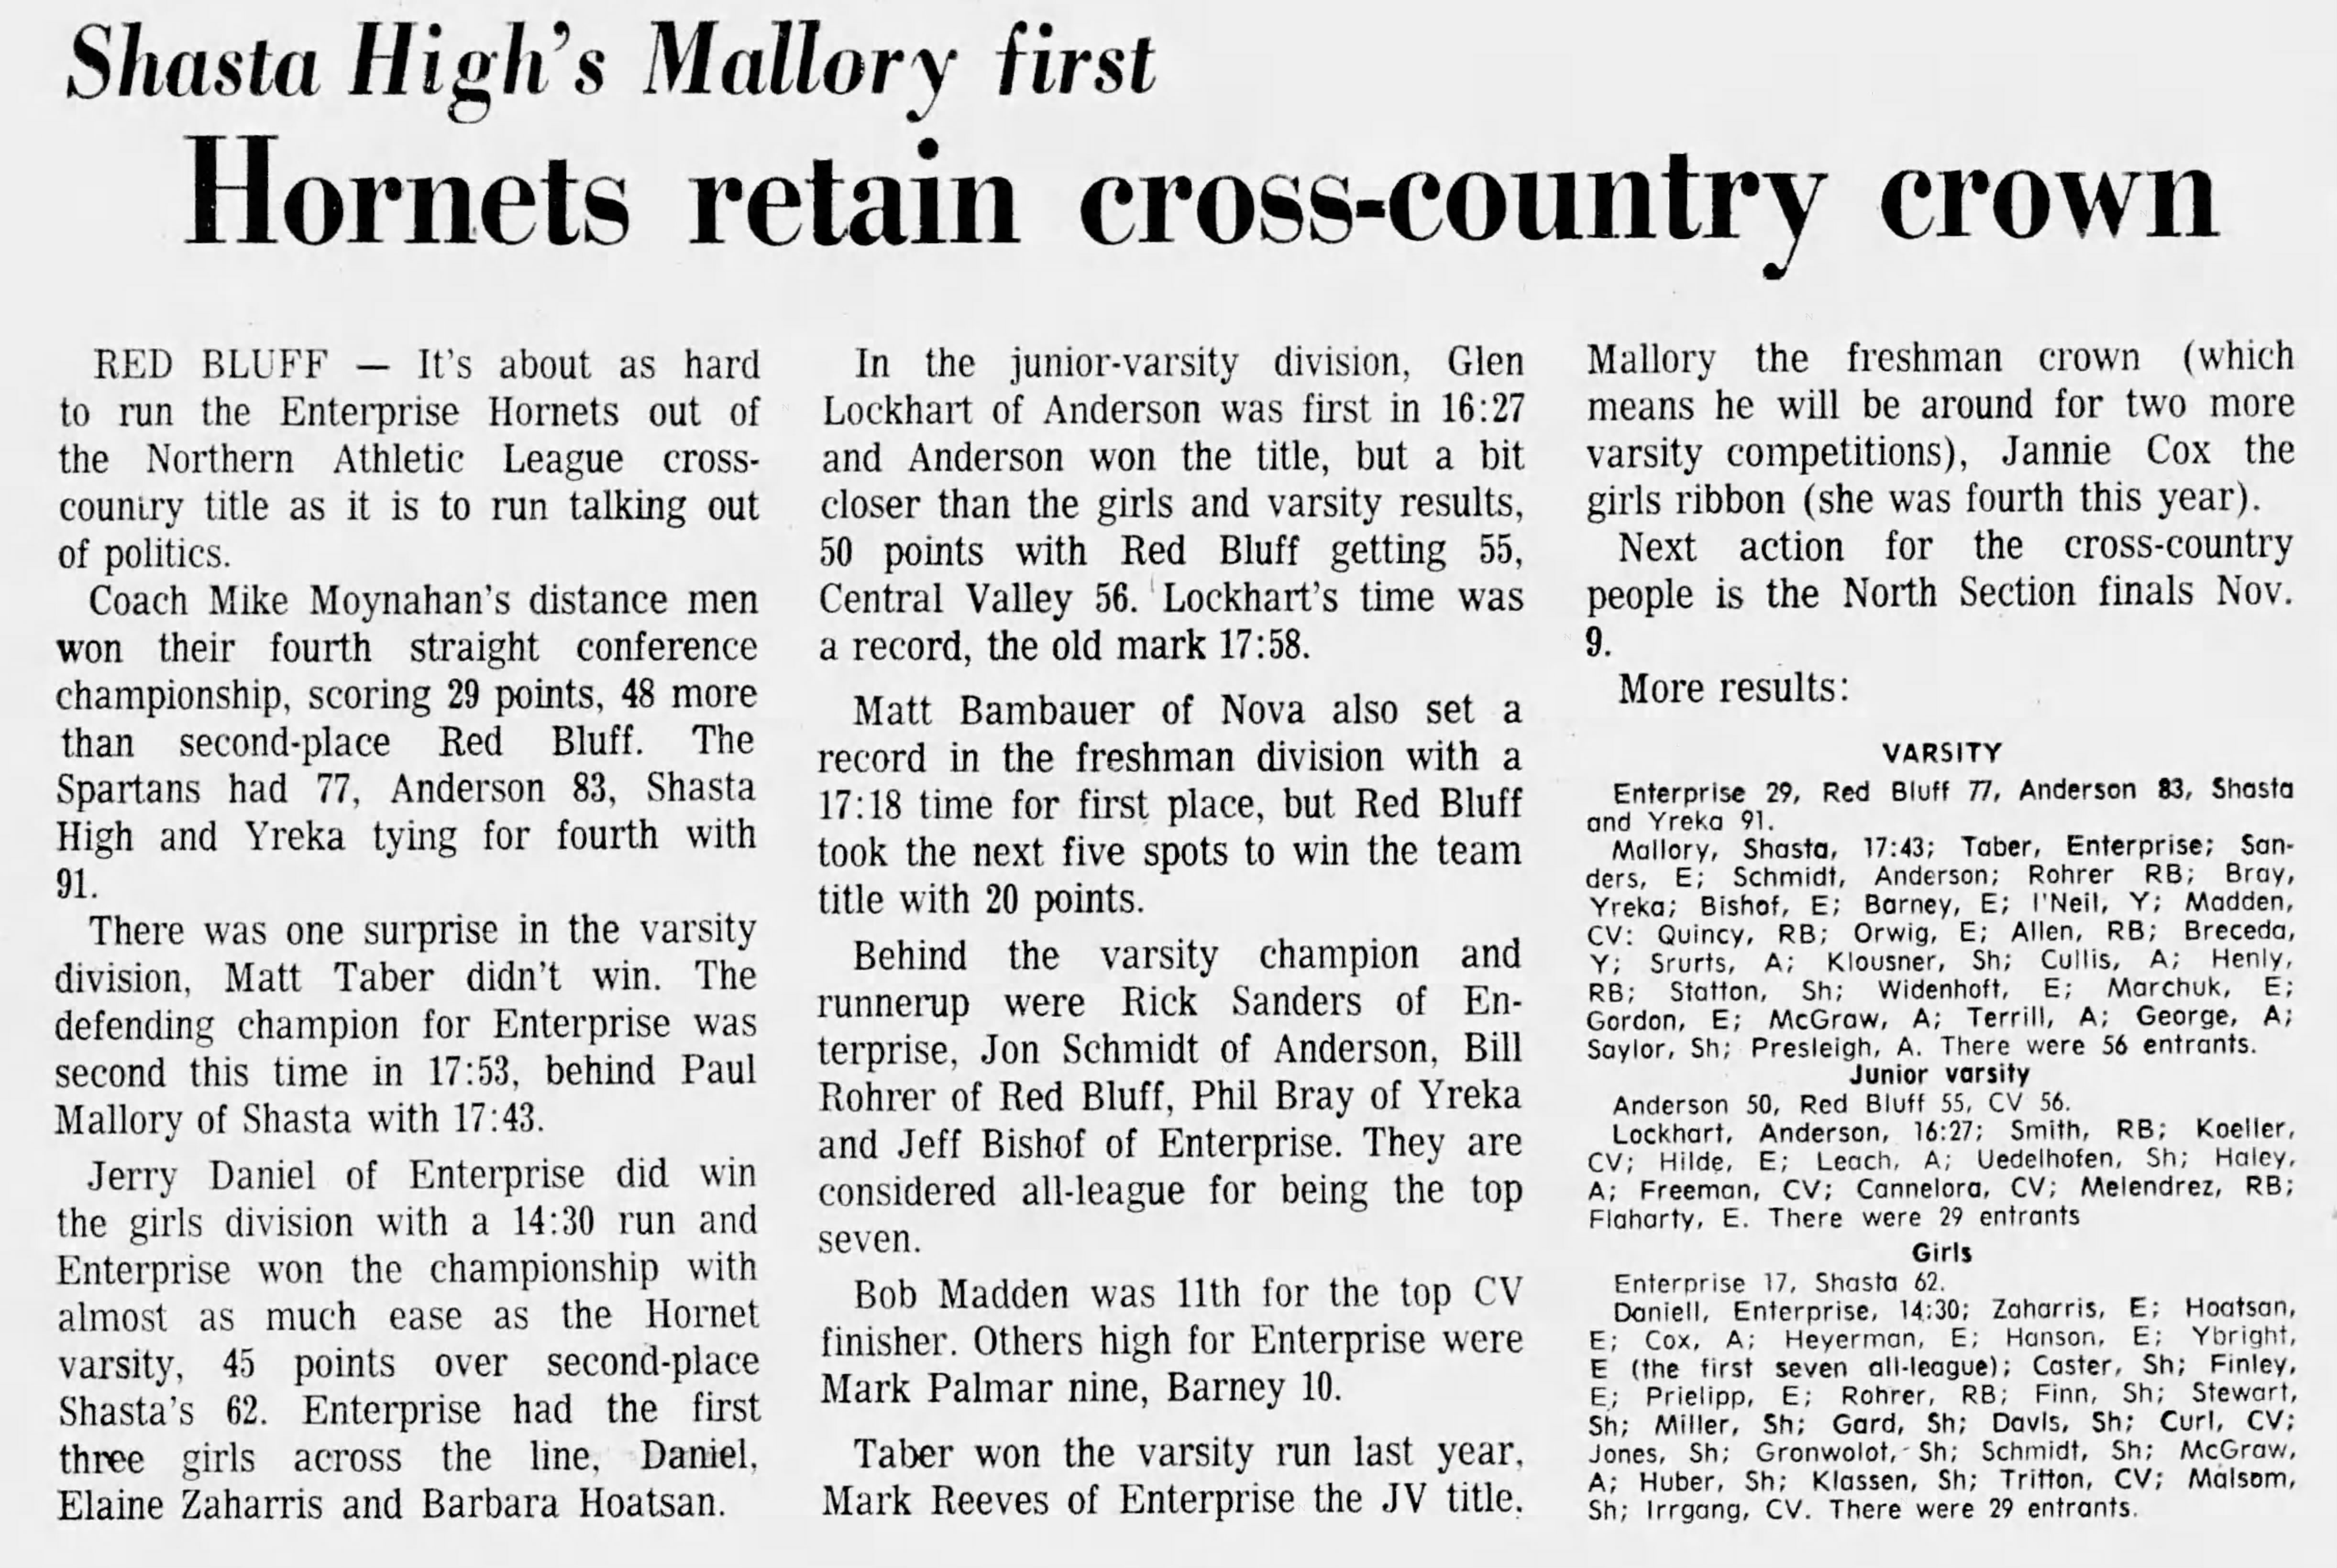 Shasta High's Mallory first
Hornets retain cross-country crown
RED BLUFF — It's about as hard
to run the Enterprise Hornets out of
the Northern Athletic League cross-
country title as it is to run talking out
of politics.
Coach Mike Moynahan's distance men
won their fourth straight conference
championship, scoring 29 points, 48 more
than second-place Red Bluff. The
Spartans had 77, Anderson 83, Shasta
High and Yreka tying for fourth with
91.
There was one surprise in the varsity
division, Matt Taber didn't win. The
defending champion for Enterprise was
second this time in 17:53, behind Paul
Mallory of Shasta with 17:43.
Jerry Daniel of Enterprise did win
the girls division with a 14:30 run and
Enterprise won the championship with
almost as much ease as the Hornet
varsity, 45 points over second-place
Shasta's 62. Enterprise had the first
three girls across the line, Daniel,
Elaine Zaharris and Barbara Hoatsan.
In the junior-varsity division, Glen
Lockhart of Anderson was first in 16:27
and Anderson won the title, but a bit
closer than the girls and varsity results,
50 points with Red Bluff getting 55,
Central Valley 56. Lockhart's time was
a record, the old mark 17:58.
Matt Bambauer of Nova also set a
record in the freshman division with a
17:18 time for first place, but Red Bluff
took the next five spots to win the team
title with 20 points.
Behind the varsity champion and
runnerup were Rick Sanders of En-
terprise, Jon Schmidt of Anderson, Bill
Rohrer of Red Bluff, Phil Bray of Yreka
and Jeff Bishof of Enterprise. They are
considered all-league for being the top
seven.
Bob Madden was 11th for the top CV
finisher. Others high for Enterprise were
Mark Palmar nine, Barney 10.
Taber won the varsity run last year,
Mark Reeves of Enterprise the JV title,
Mallory the freshman crown (which
means he will be around for two more
varsity competitions), Jannie Cox the
girls ribbon (she was fourth this year).
Next action for the cross-country
people is the North Section finals Nov.
9.
More results:
VARSITY
Enterprise 29, Red Bluff 77, Anderson 83, Shasta
and Yreka 91.
Mallory, Shasta, 17:43; Taber, Enterprise; San-
ders, E; Schmidt, Anderson; Rohrer RB; Bray,
Yreka; Bishof, E; Barney, E; I'Neil, Y; Madden,
CV: Quincy, RB; Orwig, E; Allen, RB; Breceda,
Y; Srurts, A; Klousner, Sh; Cullis, A; Henly,
RB; Statton, Sh; Widenhoft, E; Marchuk, E;
Gordon, E; McGraw, A; Terrill, A; George, A;
Saylor, Sh; Presleigh, A. There were 56 entrants.
Junior varsity
Anderson 50, Red Bluff 55, CV 56.
Lockhart, Anderson, 16:27; Smith, RB; Koeller,
CV; Hilde, E; Leach, A; Uedelhofen, Sh; Haley,
A; Freeman, CV; Cannelora, CV; Melendrez, RB;
Flaharty, E. There were 29 entrants
Girls
Enterprise 17, Shasta 62.
Daniell, Enterprise, 14:30; Zaharris, E; Hoatsan,
E; Cox, A; Heyerman, E; Hanson, E; Ybright,
E (the first seven all-league); Caster, Sh; Finley,
E; Prielipp, E; Rohrer, RB; Finn, Sh; Stewart,
Sh; Miller, Sh; Gard, Sh; Davis, Sh; Curl, CV;
Jones, Sh; Gronwolot, Sh; Schmidt, Sh; McGraw,
A; Huber, Sh; Klassen, Sh; Tritton, CV; Malsom,
Sh; Irrgang, CV. There were 29 entrants.